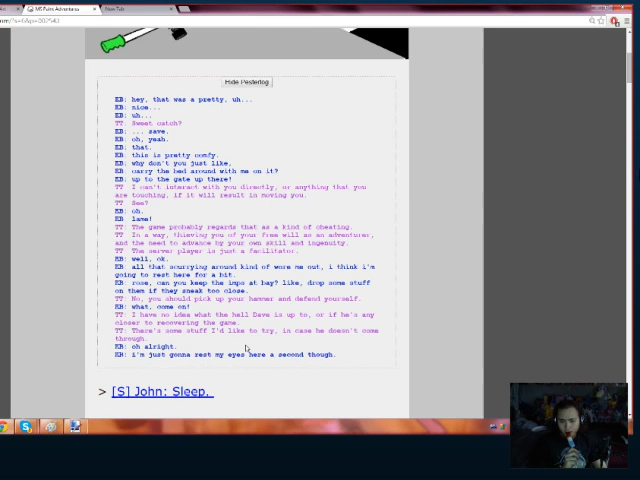 MS Paint Adventures
New Tab
Hide Pesterlog
EB: hey, that was a pretty, uh...
EB: nice...
EB: uh...
TT: Sweet catch?
EB: ... save.
EB: oh, yeah.
EB: that.
EB: this is pretty comfy.
EB: why don't you just like,
EB: carry the bed around with me on it?
EB: up to the gate up there!
TT: I can't interact with you directly, or anything that you
are touching, if it will result in moving you.
TT: See?
EB: oh.
EB: lame!
TT: The game probably regards that as a kind of cheating.
TT: In a way, thieving you of your free will as an adventurer,
and the need to advance by your own skill and ingenuity.
TT: The server player is just a facilitator.
EB: well, ok.
EB: all that scurrying around kind of wore me out, i think i'm
going to rest here for a bit.
EB: rose, can you keep the imps at bay? like, drop some stuff
on them if they sneak too close.
TT: No, you should pick up your hammer and defend yourself.
EB: what, come on!
TT: I have no idea what the hell Dave is up to, or if he's any
closer to recovering the game.
TT: There's some stuff I'd like to try, in case he doesn't come
through.
EB: oh alright.
EB: i'm just gonna rest my eyes here a second though.
> [S] John: Sleep.